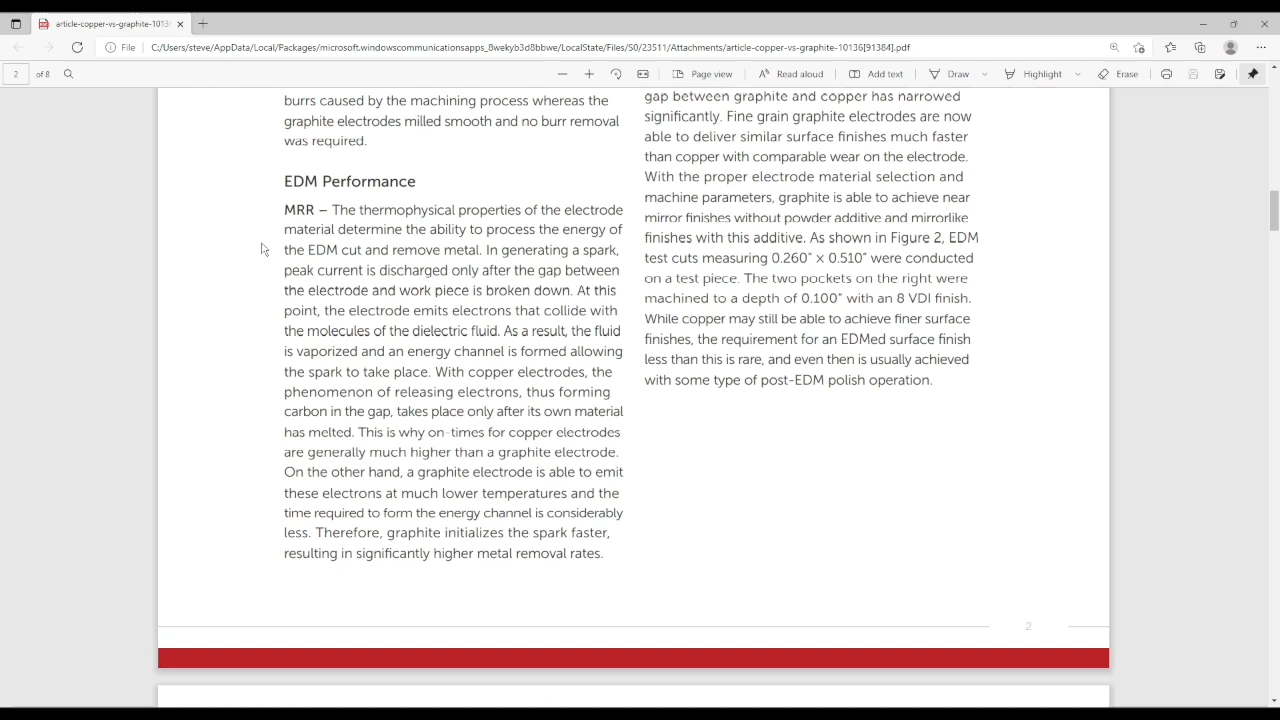 article-copper-vs-graphite-1013
File
C:/Users/steve/AppData/Local/Packages/microsoft.windowscommunicationsapps_8wekyb3d8bbwe/LocalState/Files/S0/23511/Attachments/article-copper-vs-graphite-10136[91384].pdf
2 of 8
Page view
Read aloud
Add text
Draw
Highlight
Erase
burrs caused by the machining process whereas the
graphite electrodes milled smooth and no burr removal
was required.
EDM Performance
MRR – The thermophysical properties of the electrode
material determine the ability to process the energy of
the EDM cut and remove metal. In generating a spark,
peak current is discharged only after the gap between
the electrode and work piece is broken down. At this
point, the electrode emits electrons that collide with
the molecules of the dielectric fluid. As a result, the fluid
is vaporized and an energy channel is formed allowing
the spark to take place. With copper electrodes, the
phenomenon of releasing electrons, thus forming
carbon in the gap, takes place only after its own material
has melted. This is why on-times for copper electrodes
are generally much higher than a graphite electrode.
On the other hand, a graphite electrode is able to emit
these electrons at much lower temperatures and the
time required to form the energy channel is considerably
less. Therefore, graphite initializes the spark faster,
resulting in significantly higher metal removal rates.
gap between graphite and copper has narrowed
significantly. Fine grain graphite electrodes are now
able to deliver similar surface finishes much faster
than copper with comparable wear on the electrode.
With the proper electrode material selection and
machine parameters, graphite is able to achieve near
mirror finishes without powder additive and mirrorlike
finishes with this additive. As shown in Figure 2, EDM
test cuts measuring 0.260” × 0.510” were conducted
on a test piece. The two pockets on the right were
machined to a depth of 0.100” with an 8 VDI finish.
While copper may still be able to achieve finer surface
finishes, the requirement for an EDMed surface finish
less than this is rare, and even then is usually achieved
with some type of post-EDM polish operation.
2